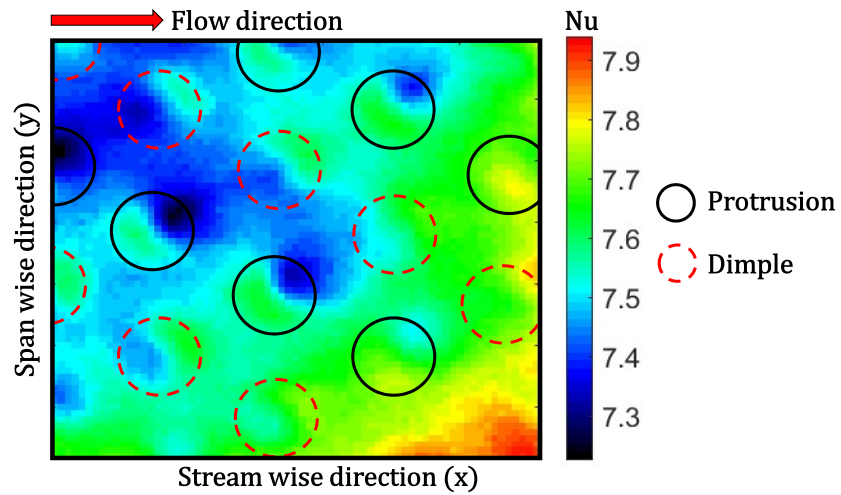 Flow direction
Nu
7.9
7.8
7.7
7.6
7.5
7.4
7.3
Protrusion
Dimple
Span wise direction (y)
Stream wise direction (x)